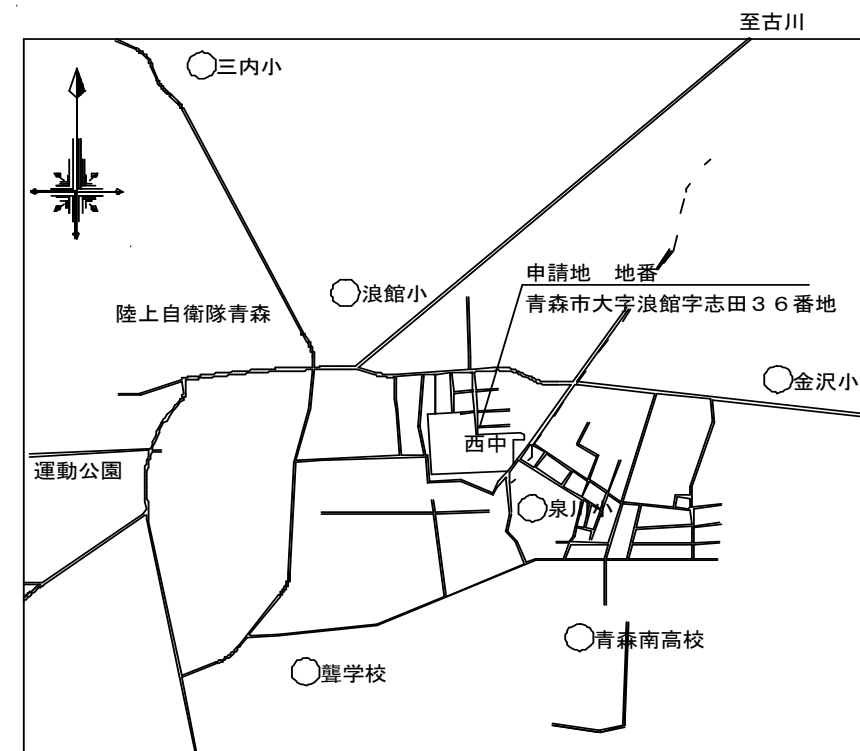 至古川
三内小
申請地　地番
浪館小
青森市大字浪館字志田３６番地
陸上自衛隊青森
金沢小
西中
運動公園
泉川小
青森南高校
聾学校